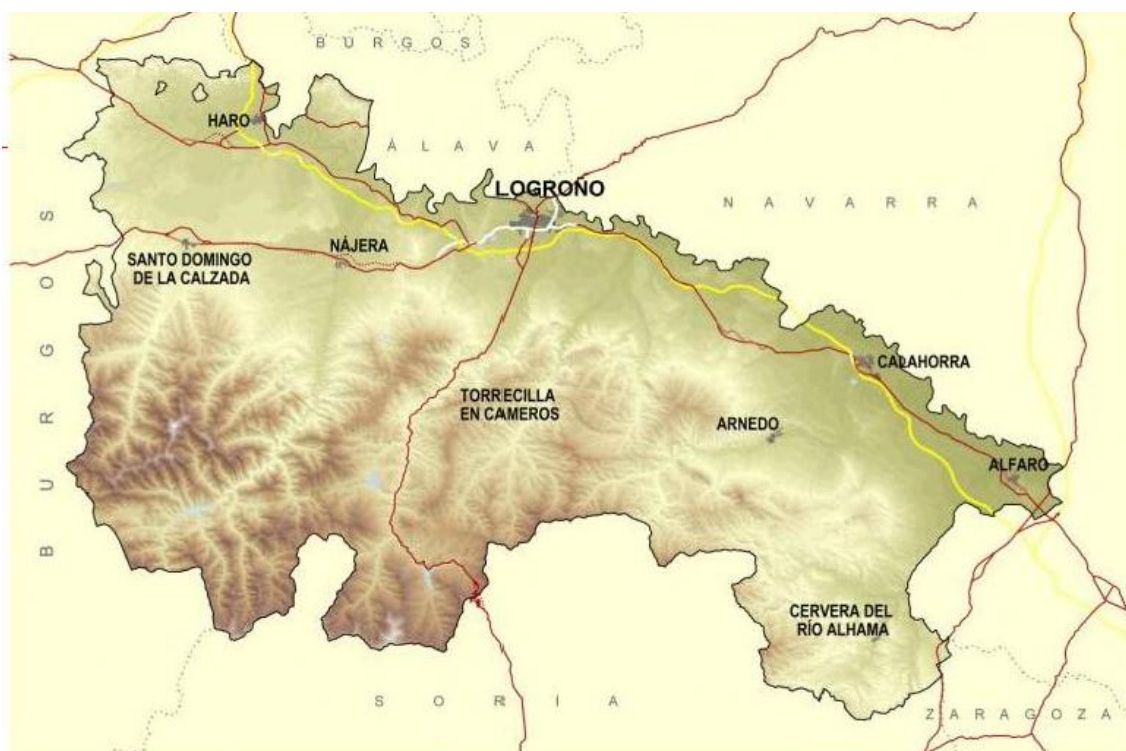 BURGOS
HARO
ÁLAVA
LOGROÑO
NAVARRA
NÁJERA
SANTO DOMINGO
DE LA CALZADA
BURGOS
CALAHORRA
TORRECILLA
EN CAMEROS
ARNEDO
ALFARO
CERVERA DEL
RÍO ALHAMA
SORIA
ZARAGOZA